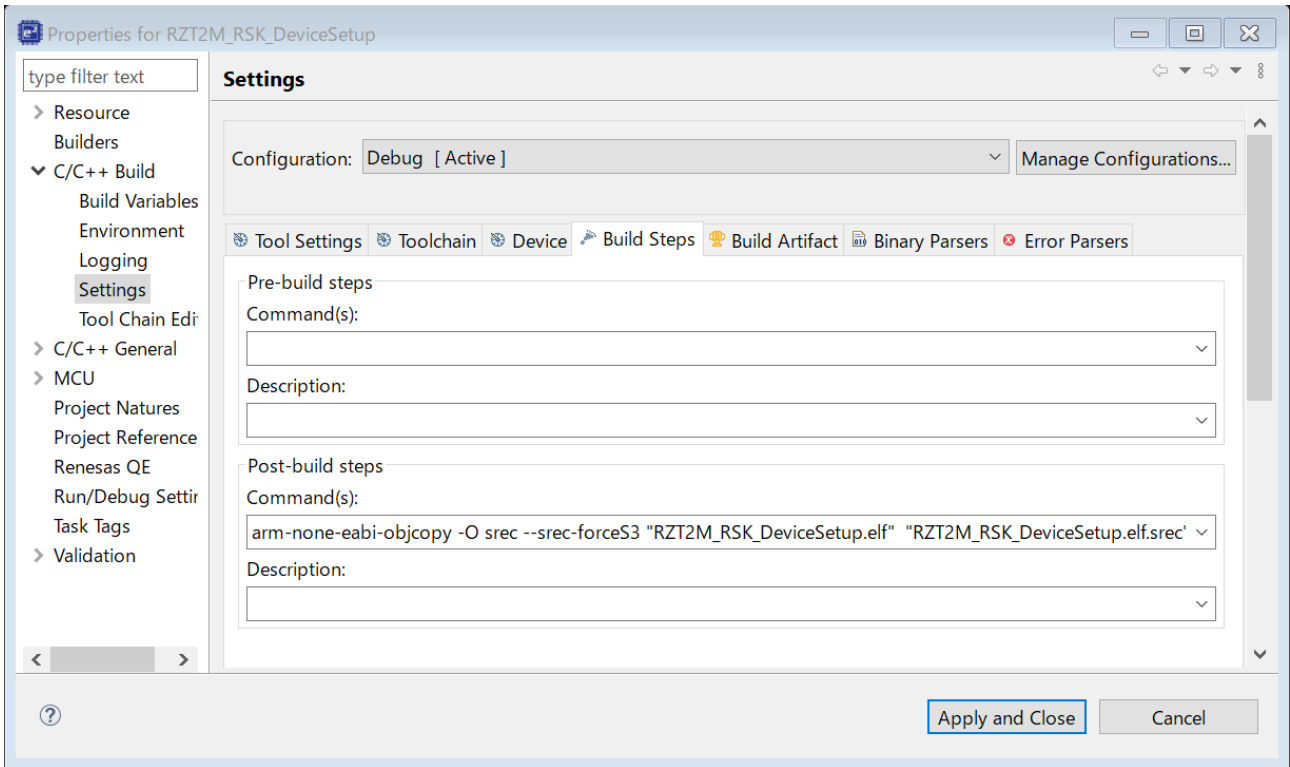 Properties for RZT2M_RSK_DeviceSetup
type filter text
Resource
Builders
C/C++ Build
Build Variables
Environment
Logging
Settings
Tool Chain Edi
C/C++ General
MCU
Project Natures
Project Reference
Renesas QE
Run/Debug Settin
Task Tags
Validation
Settings
Configuration: Debug [ Active ] Manage Configurations...
Tool Settings Toolchain Device Build Steps Build Artifact Binary Parsers Error Parsers
Pre-build steps
Command(s):
Description:
Post-build steps
Command(s):
arm-none-eabi-objcopy -O srec --srec-forceS3 "RZT2M_RSK_DeviceSetup.elf" "RZT2M_RSK_DeviceSetup.elf.srec"
Description:
Apply and Close Cancel